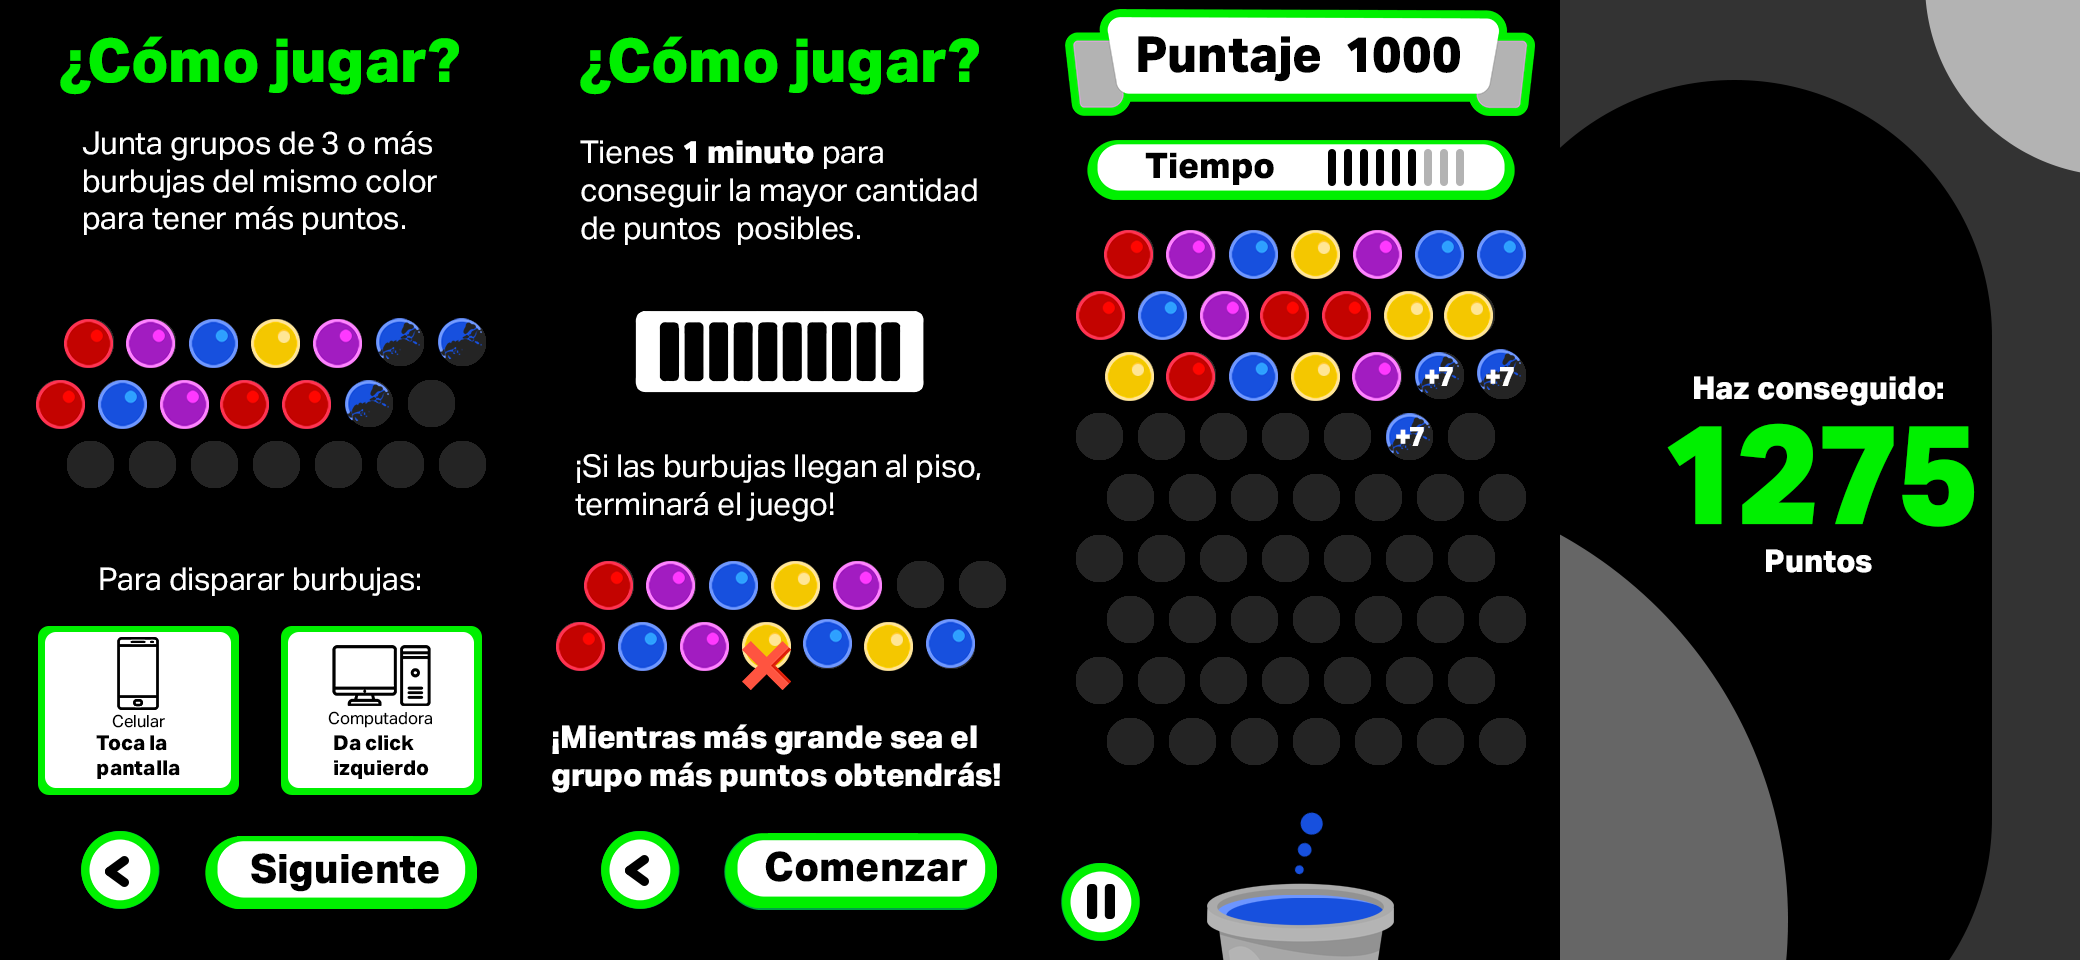 ¿Cómo jugar?
Junta grupos de 3 o más
burbujas del mismo color
para tener más puntos.
Para disparar burbujas:
Celular
Toca la
pantalla
Computadora
Da click
izquierdo
Siguiente
¿Cómo jugar?
Tienes 1 minuto para
conseguir la mayor cantidad
de puntos posibles.
¡Si las burbujas llegan al piso,
terminará el juego!
¡Mientras más grande sea el
grupo más puntos obtendrás!
Comenzar
Puntaje 1000
Tiempo
+7 +7
+7
Haz conseguido:
1275
Puntos